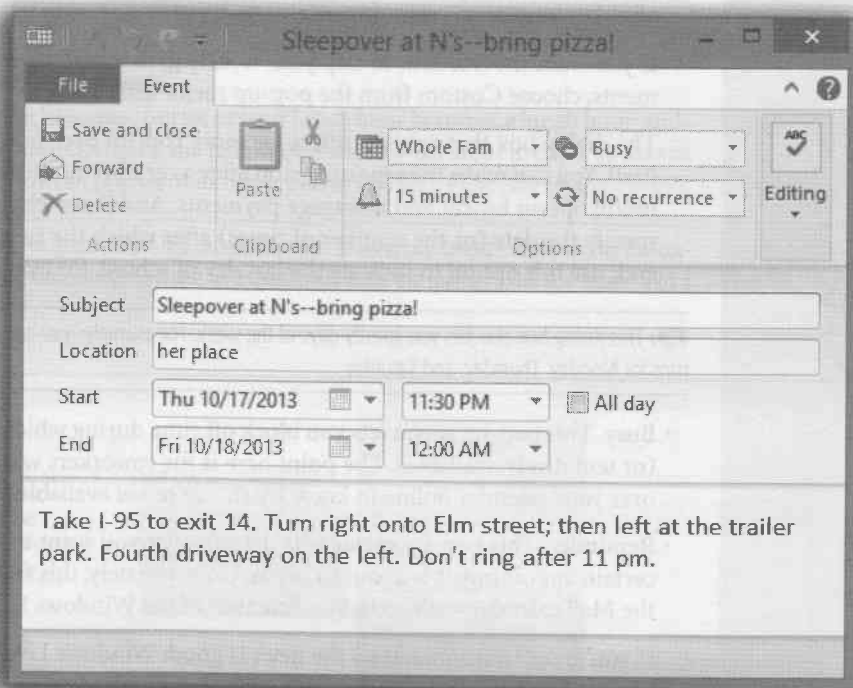 Sleepover at N's--bring pizza!
File Event
Save and close
Forward
Delete
Paste
Whole Fam
Busy
15 minutes
No recurrence
ABC
Editing
Actions Clipboard Options
Subject Sleepover at N's--bring pizza!
Location her place
Start Thu 10/17/2013 11:30 PM All day
End Fri 10/18/2013 12:00 AM
Take I-95 to exit 14. Turn right onto Elm street; then left at the trailer
park. Fourth driveway on the left. Don't ring after 11 pm.